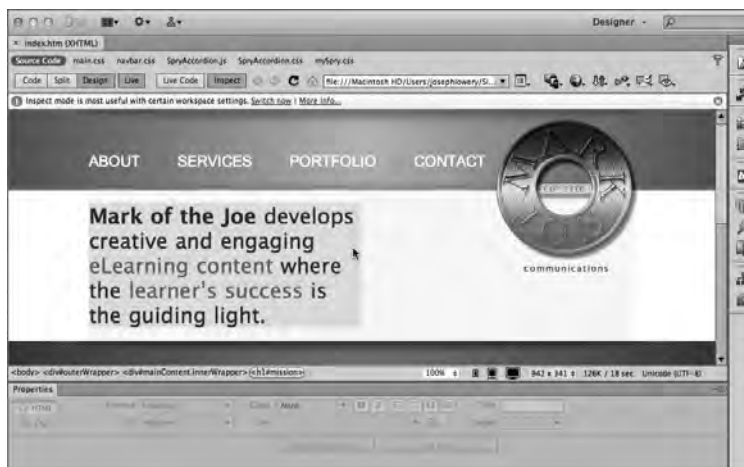 Designer
× index.htm (XHTML)
Source Code main.css navbar.css SpryAccordion.js SpryAccordion.css mySpry.css
Code Split Design Live Live Code Inspect file:///Macintosh HD/Users/josephlowery/Si...
Inspect mode is most useful with certain workspace settings. Switch now | More Info...
ABOUT SERVICES PORTFOLIO CONTACT
MARK
Mark of the Joe develops
creative and engaging
eLearning content where
the learner's success is
the guiding light.
communications
<body> <div#outerWrapper> <div#mainContent.innerWrapper> <h1#mission>
100% 942 x 341 126K / 18 sec Unicode (UTF-8)
Properties
HTML